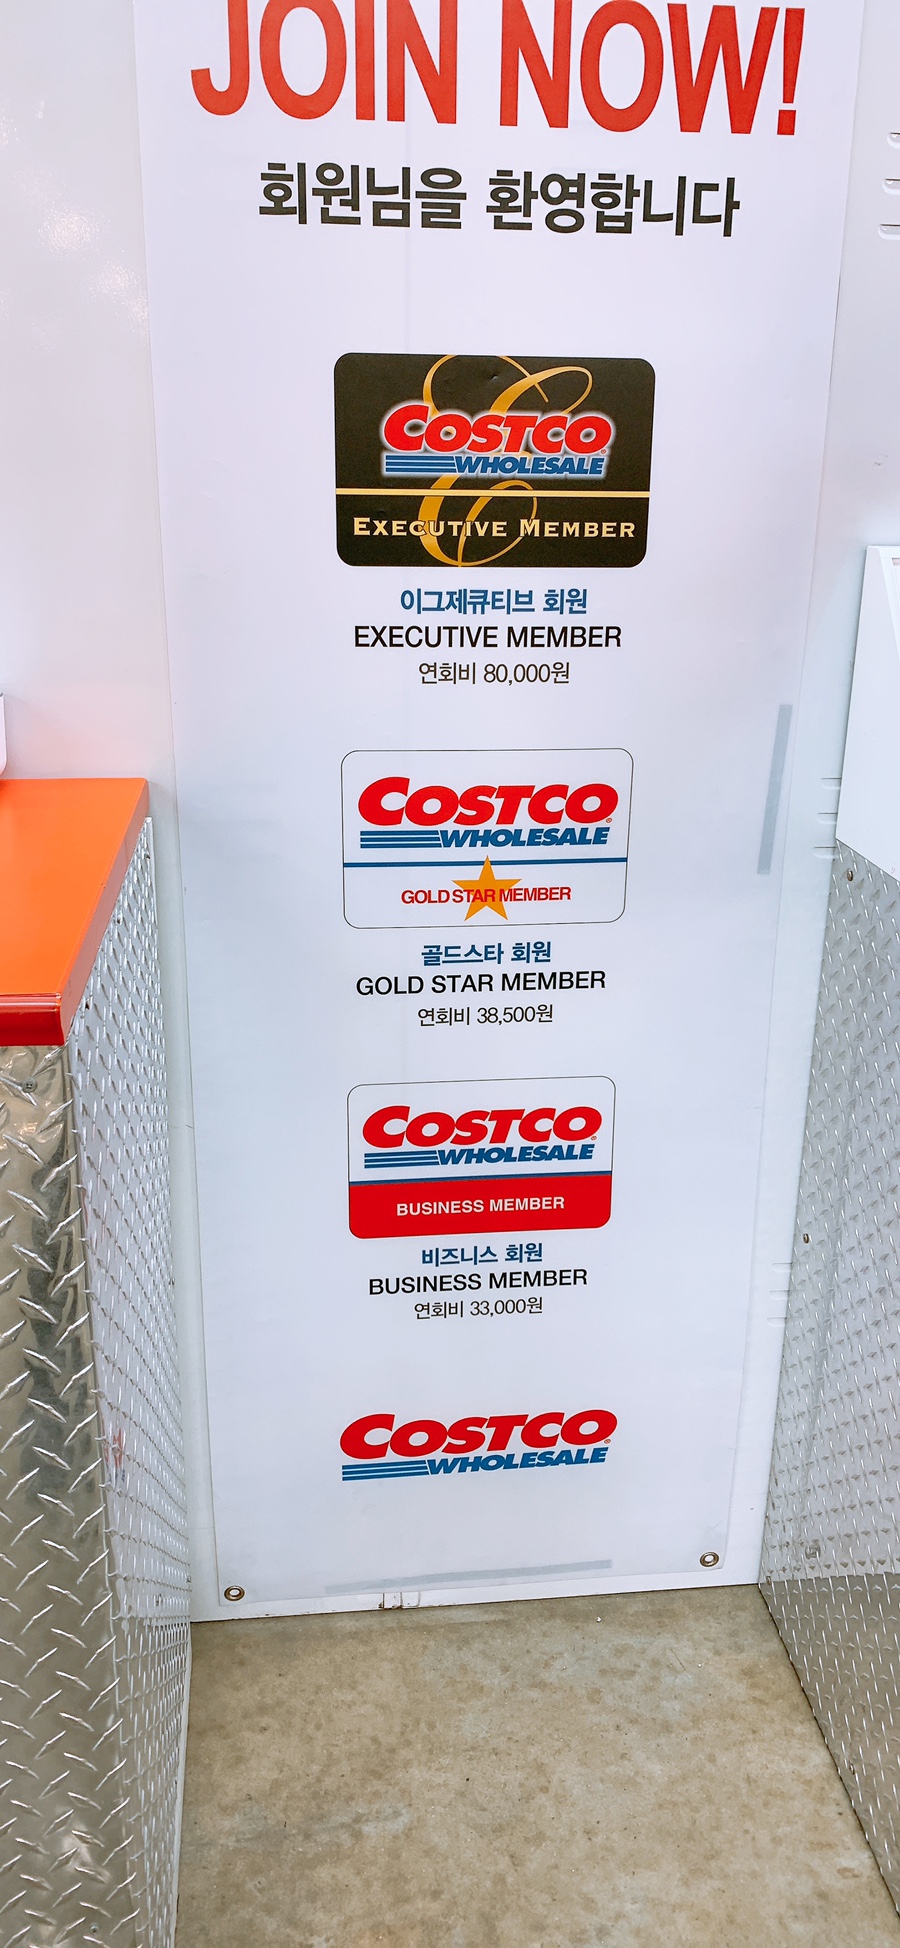 JOIN NOW!
회원님을 환영합니다
COSTCO
WHOLESALE
EXECUTIVE MEMBER
이그제큐티브 회원
EXECUTIVE MEMBER
연회비 80,000원
COSTCO
WHOLESALE
GOLD STAR MEMBER
골드스타 회원
GOLD STAR MEMBER
연회비 38,500원
COSTCO
WHOLESALE
BUSINESS MEMBER
비즈니스 회원
BUSINESS MEMBER
연회비 33,000원
COSTCO
WHOLESALE